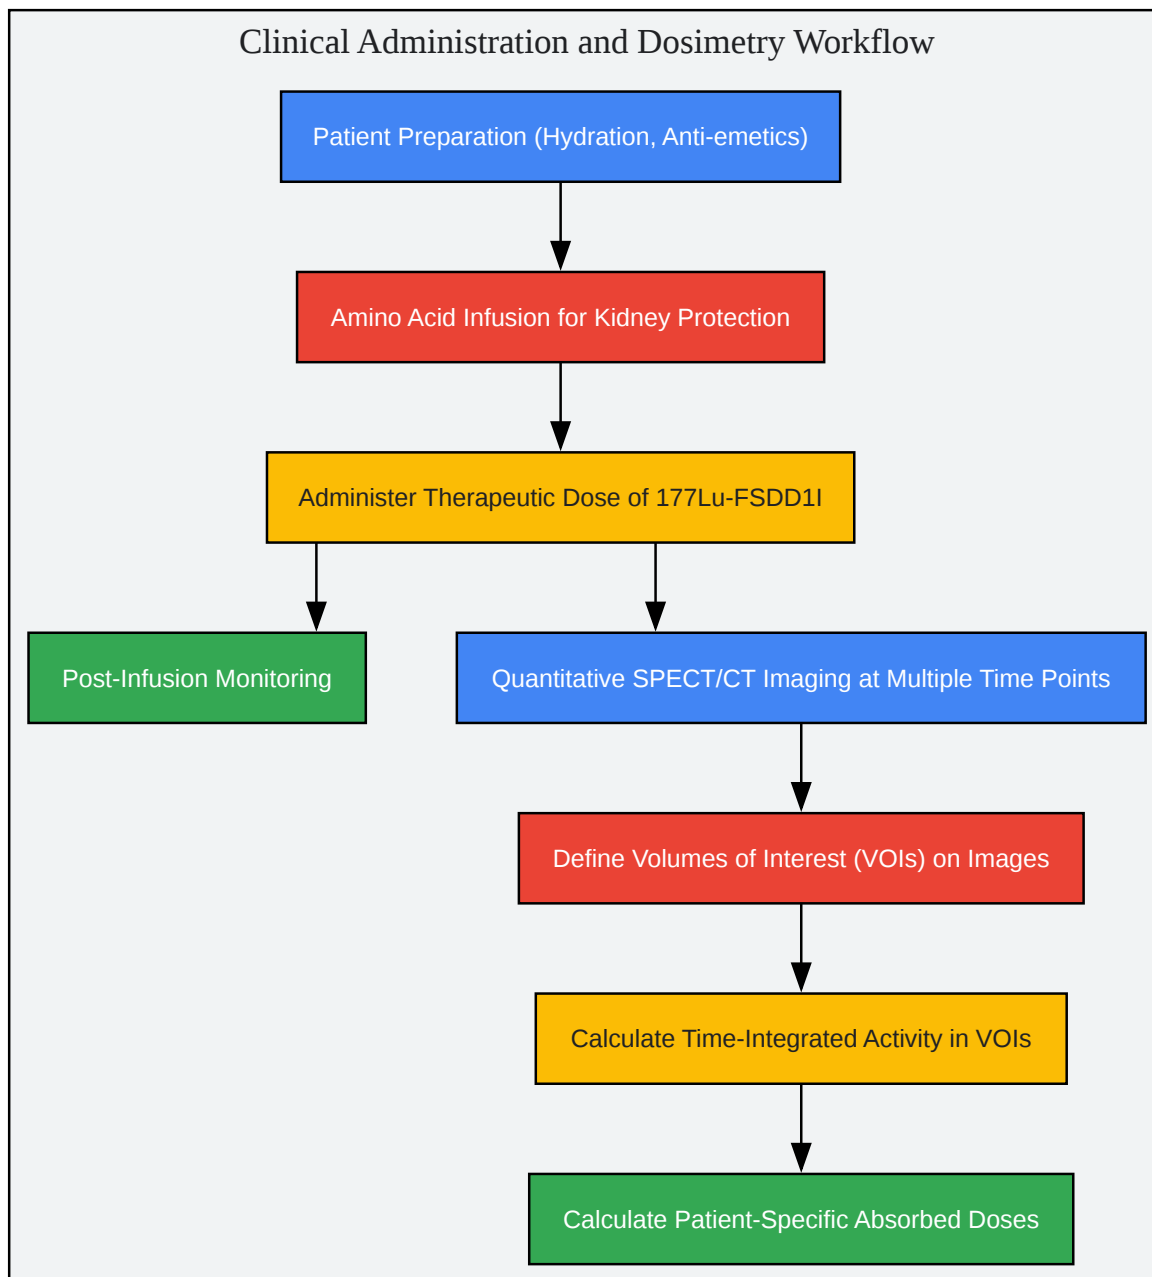 Clinical Administration and Dosimetry Workflow
Patient Preparation (Hydration, Anti-emetics)
Amino Acid Infusion for Kidney Protection
Administer Therapeutic Dose of 177Lu-FSDD1I
Post-Infusion Monitoring
Quantitative SPECT/CT Imaging at Multiple Time Points
Define Volumes of Interest (VOIs) on Images
Calculate Time-Integrated Activity in VOIs
Calculate Patient-Specific Absorbed Doses